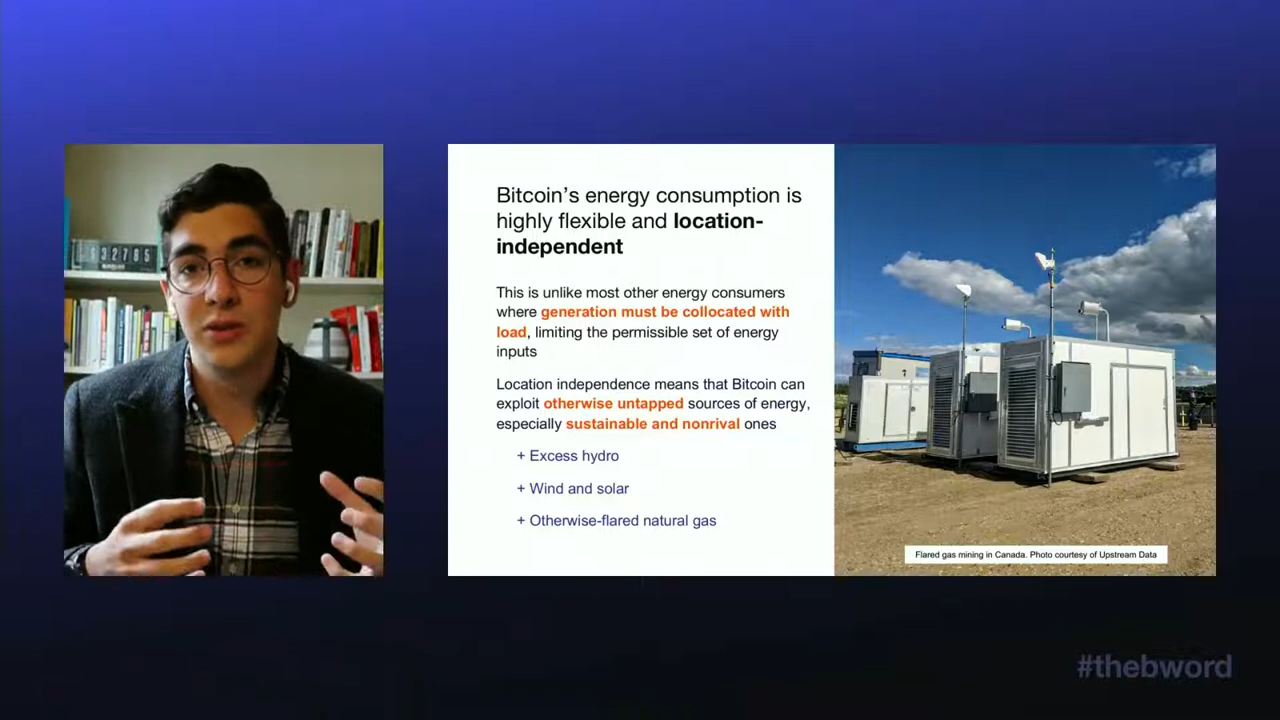 $32785
Bitcoin’s energy consumption is
highly flexible and location-
independent
This is unlike most other energy consumers
where generation must be collocated with
load, limiting the permissible set of energy
inputs
Location independence means that Bitcoin can
exploit otherwise untapped sources of energy,
especially sustainable and nonrival ones
+ Excess hydro
+ Wind and solar
+ Otherwise-flared natural gas
Flared gas mining in Canada. Photo courtesy of Upstream Data
#thebword